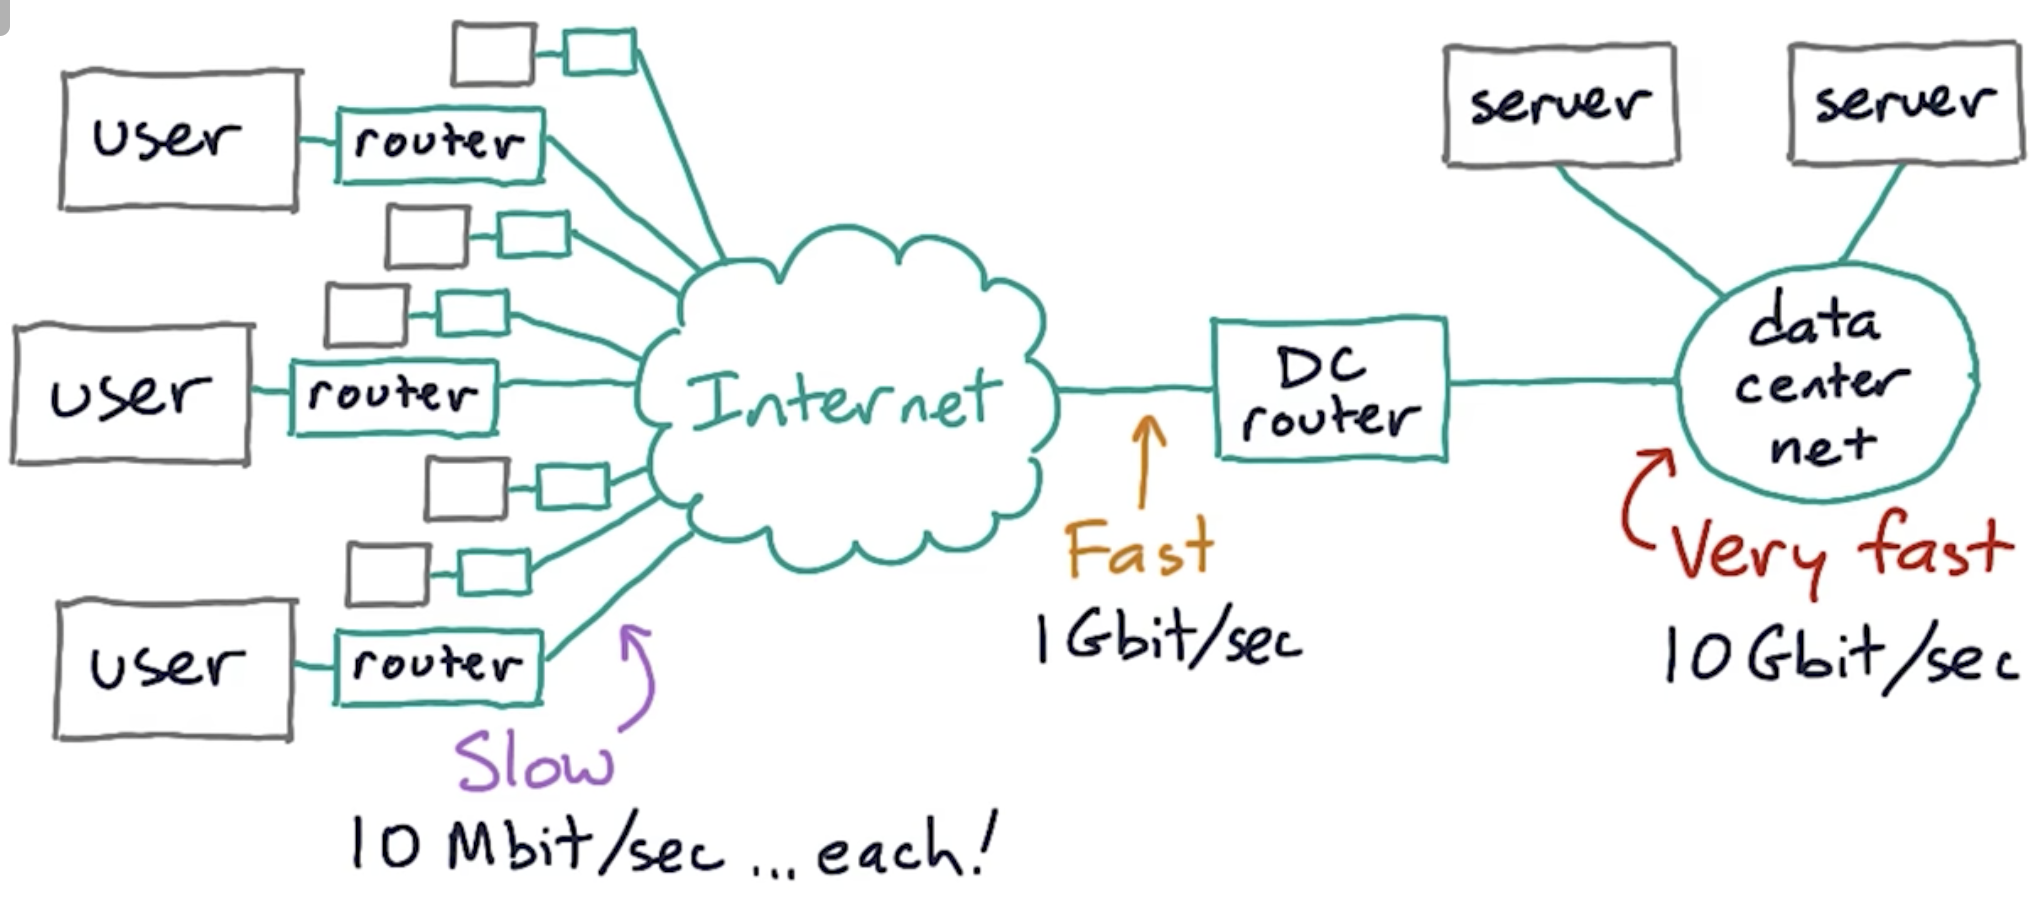 user
router
user
router
user
router
Slow
10 Mbit/sec ... each!
Internet
Fast
1 Gbit/sec
DC
router
server
server
data
center
net
Very fast
10 Gbit/sec